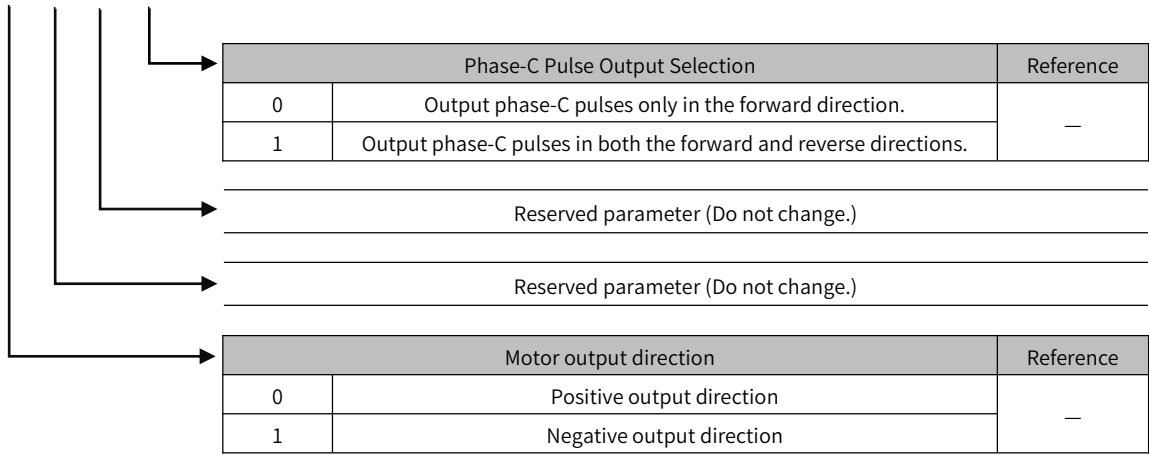 Phase-C Pulse Output Selection Reference
0 Output phase-C pulses only in the forward direction. —
1 Output phase-C pulses in both the forward and reverse directions.
Reserved parameter (Do not change.)
Reserved parameter (Do not change.)
Motor output direction Reference
0 Positive output direction —
1 Negative output direction